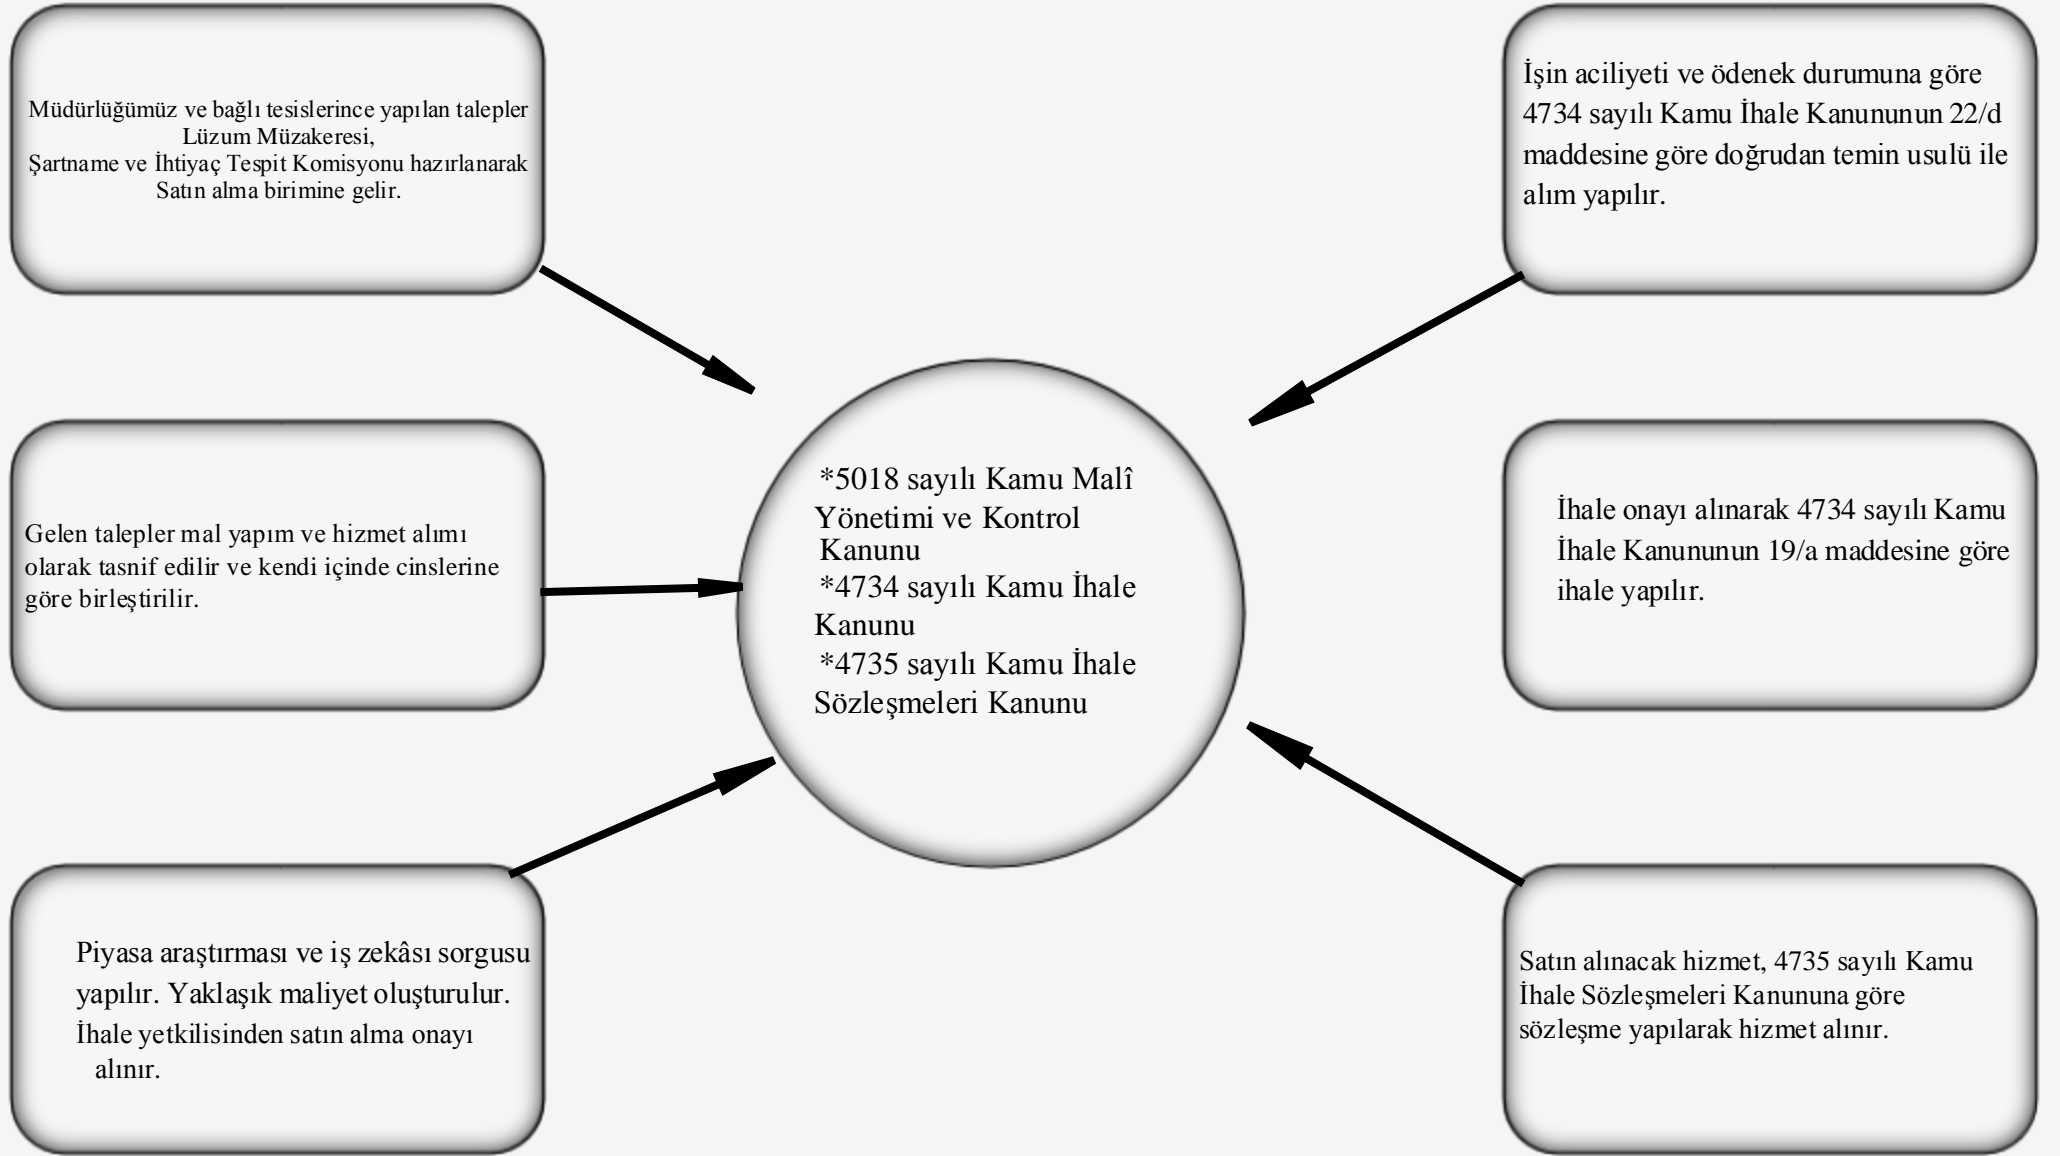 Müdürlüğümüz ve bağlı tesislerince yapılan talepler
Lüzum Müzakeresi,
Şartname ve İhtiyaç Tespit Komisyonu hazırlanarak
Satın alma birimine gelir.
Gelen talepler mal yapım ve hizmet alımı
olarak tasnif edilir ve kendi içinde cinslerine
göre birleştirilir.
Piyasa araştırması ve iş zekâsı sorgusu
yapılır. Yaklaşık maliyet oluşturulur.
İhale yetkilisinden satın alma onayı
alınır.
*5018 sayılı Kamu Malî
Yönetimi ve Kontrol
Kanunu
*4734 sayılı Kamu İhale
Kanunu
*4735 sayılı Kamu İhale
Sözleşmeleri Kanunu
İşin aciliyeti ve ödenek durumuna göre
4734 sayılı Kamu İhale Kanununun 22/d
maddesine göre doğrudan temin usulü ile
alım yapılır.
İhale onayı alınarak 4734 sayılı Kamu
İhale Kanununun 19/a maddesine göre
ihale yapılır.
Satın alınacak hizmet, 4735 sayılı Kamu
İhale Sözleşmeleri Kanununa göre
sözleşme yapılarak hizmet alınır.